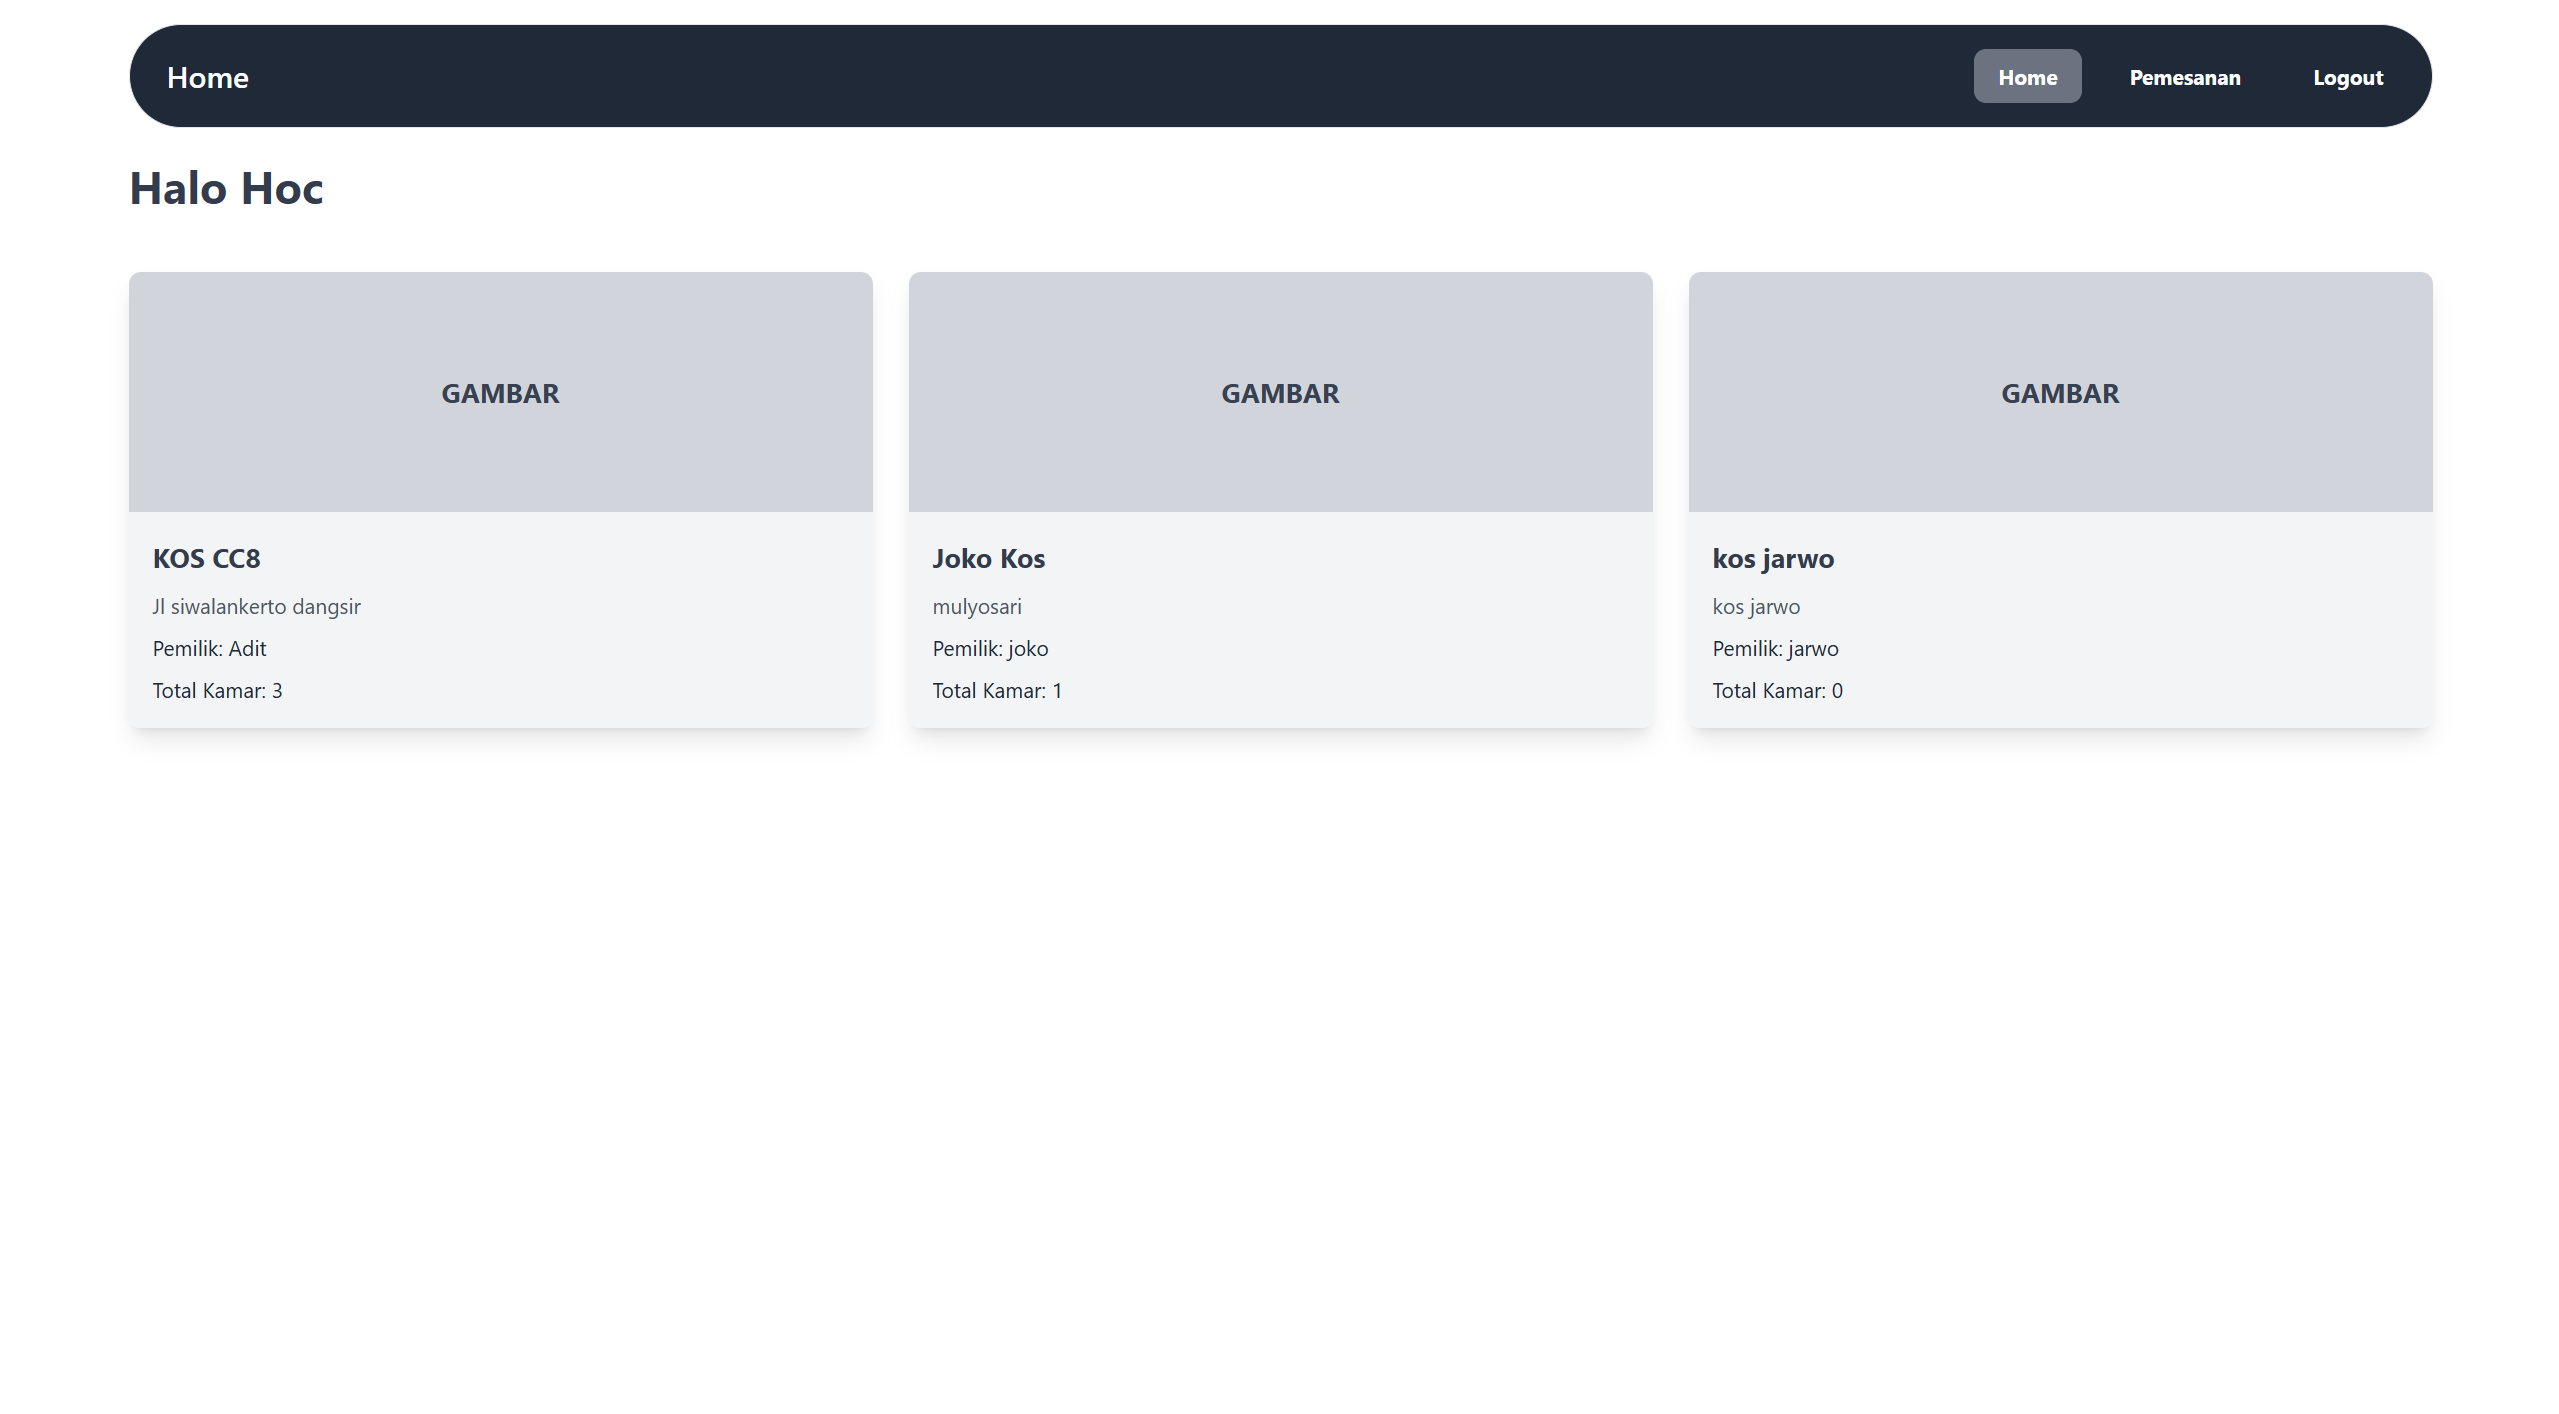 Home
Home Pemesanan Logout
Halo Hoc
GAMBAR
KOS CC8
Jl siwalankerto dangsir
Pemilik: Adit
Total Kamar: 3
GAMBAR
Joko Kos
mulyosari
Pemilik: joko
Total Kamar: 1
GAMBAR
kos jarwo
kos jarwo
Pemilik: jarwo
Total Kamar: 0